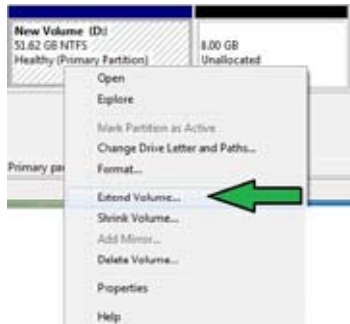 New Volume (D:)
51.62 GB NTFS
Healthy (Primary Partition)
8.00 GB
Unallocated
Open
Explore
Mark Partition as Active
Change Drive Letter and Paths...
Format...
Primary pa
Extend Volume...
Shrink Volume...
Add Mirror...
Delete Volume...
Properties
Help